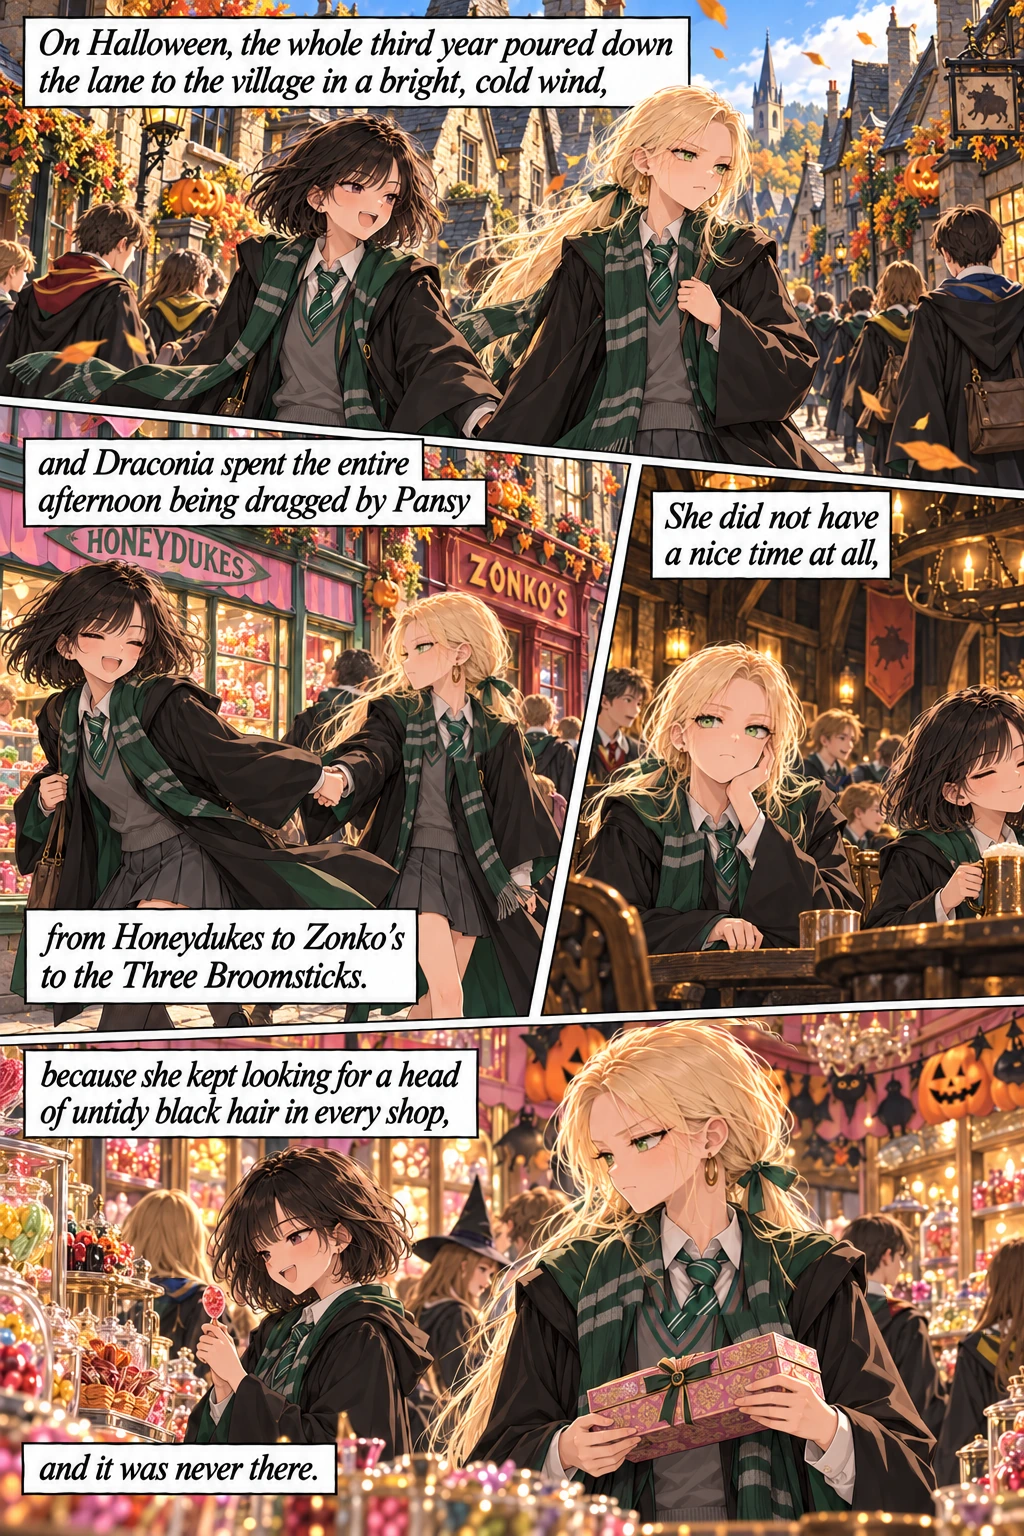 On Halloween, the whole third year poured down
the lane to the village in a bright, cold wind,
and Draconia spent the entire
afternoon being dragged by Pansy
HONEYDUKES
ZONKO'S
from Honeydukes to Zonko's
to the Three Broomsticks.
She did not have
a nice time at all,
because she kept looking for a head
of untidy black hair in every shop,
and it was never there.